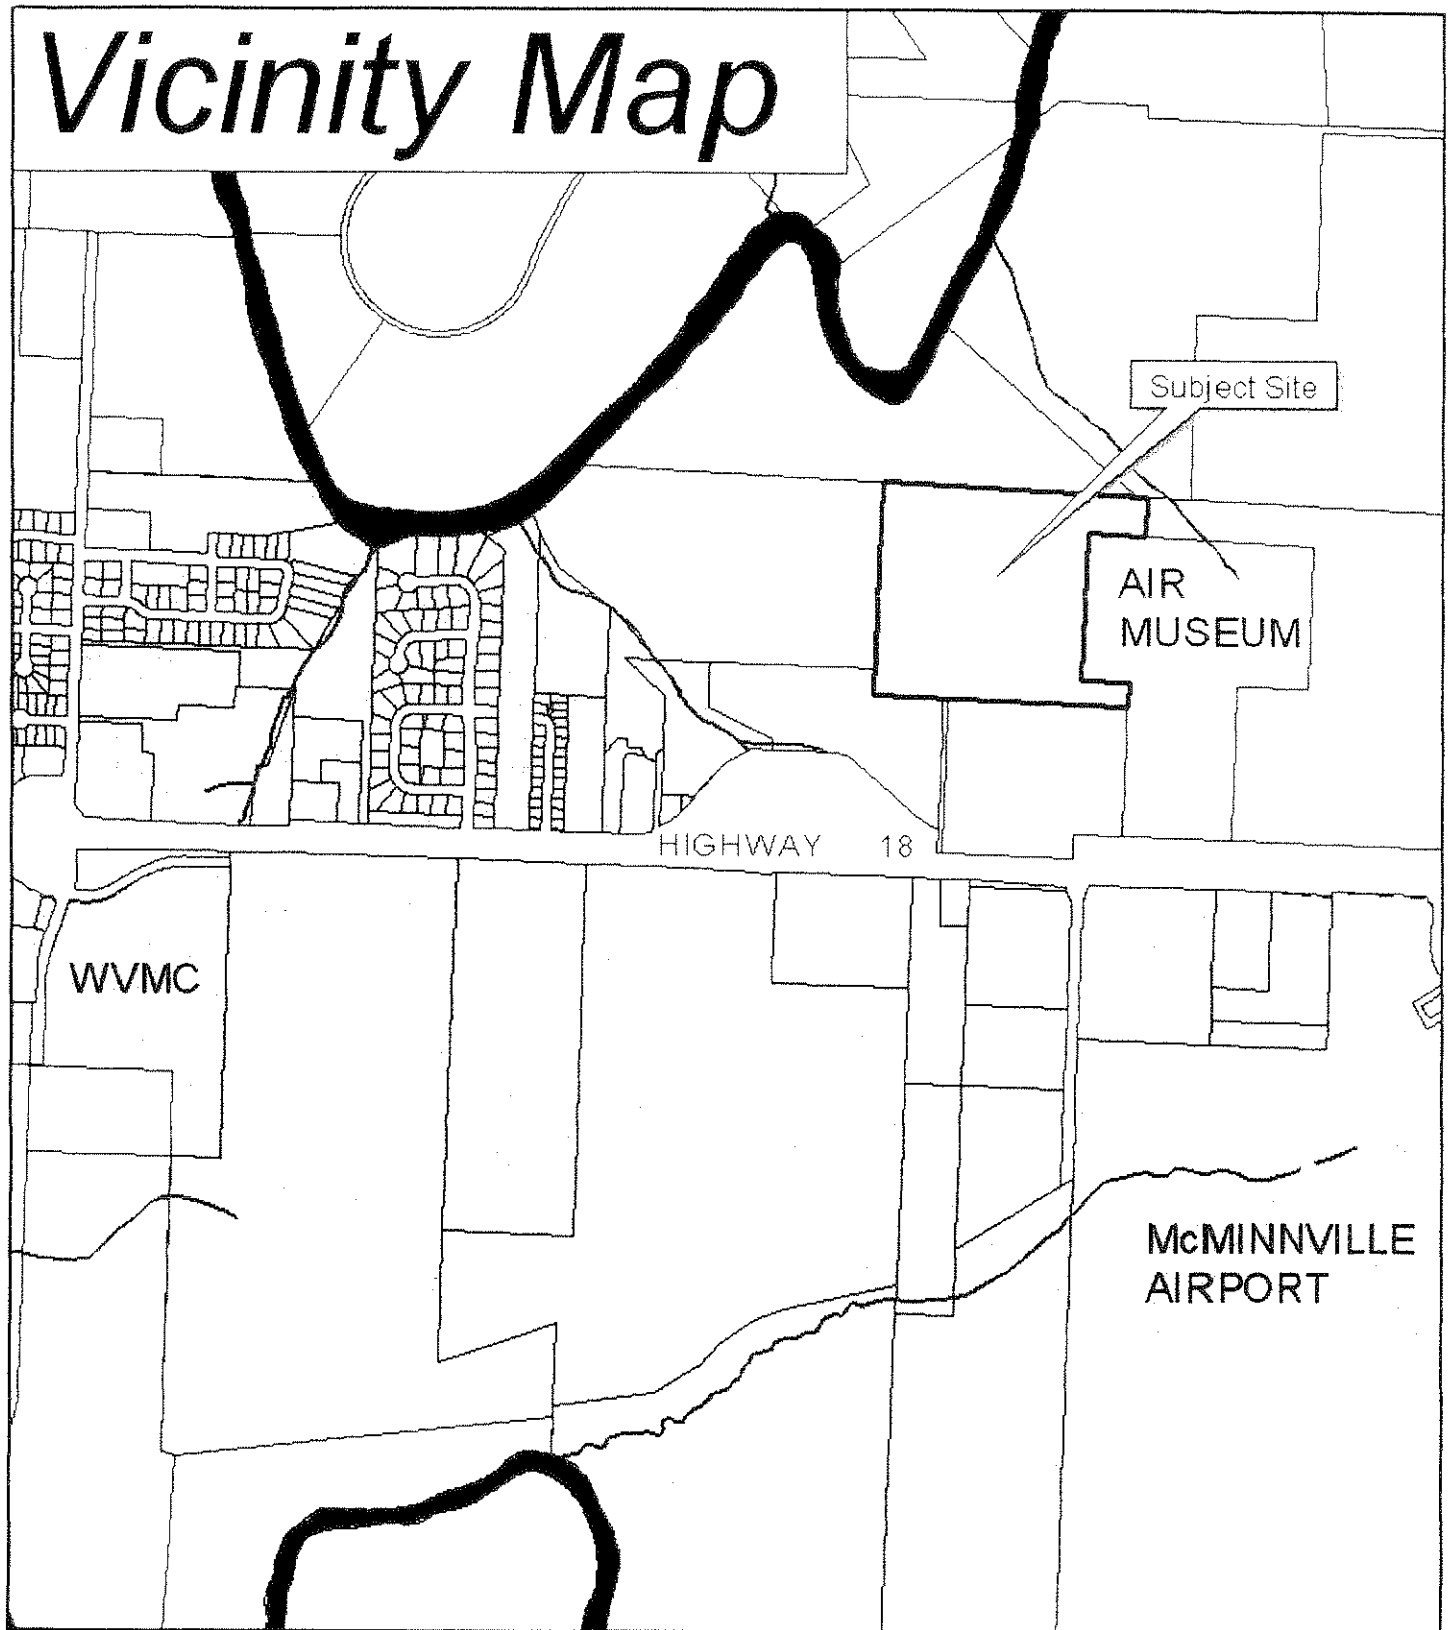 Vicinity Map
Subject Site
AIR
MUSEUM
HIGHWAY 18
WVMC
McMINNVILLE
AIRPORT